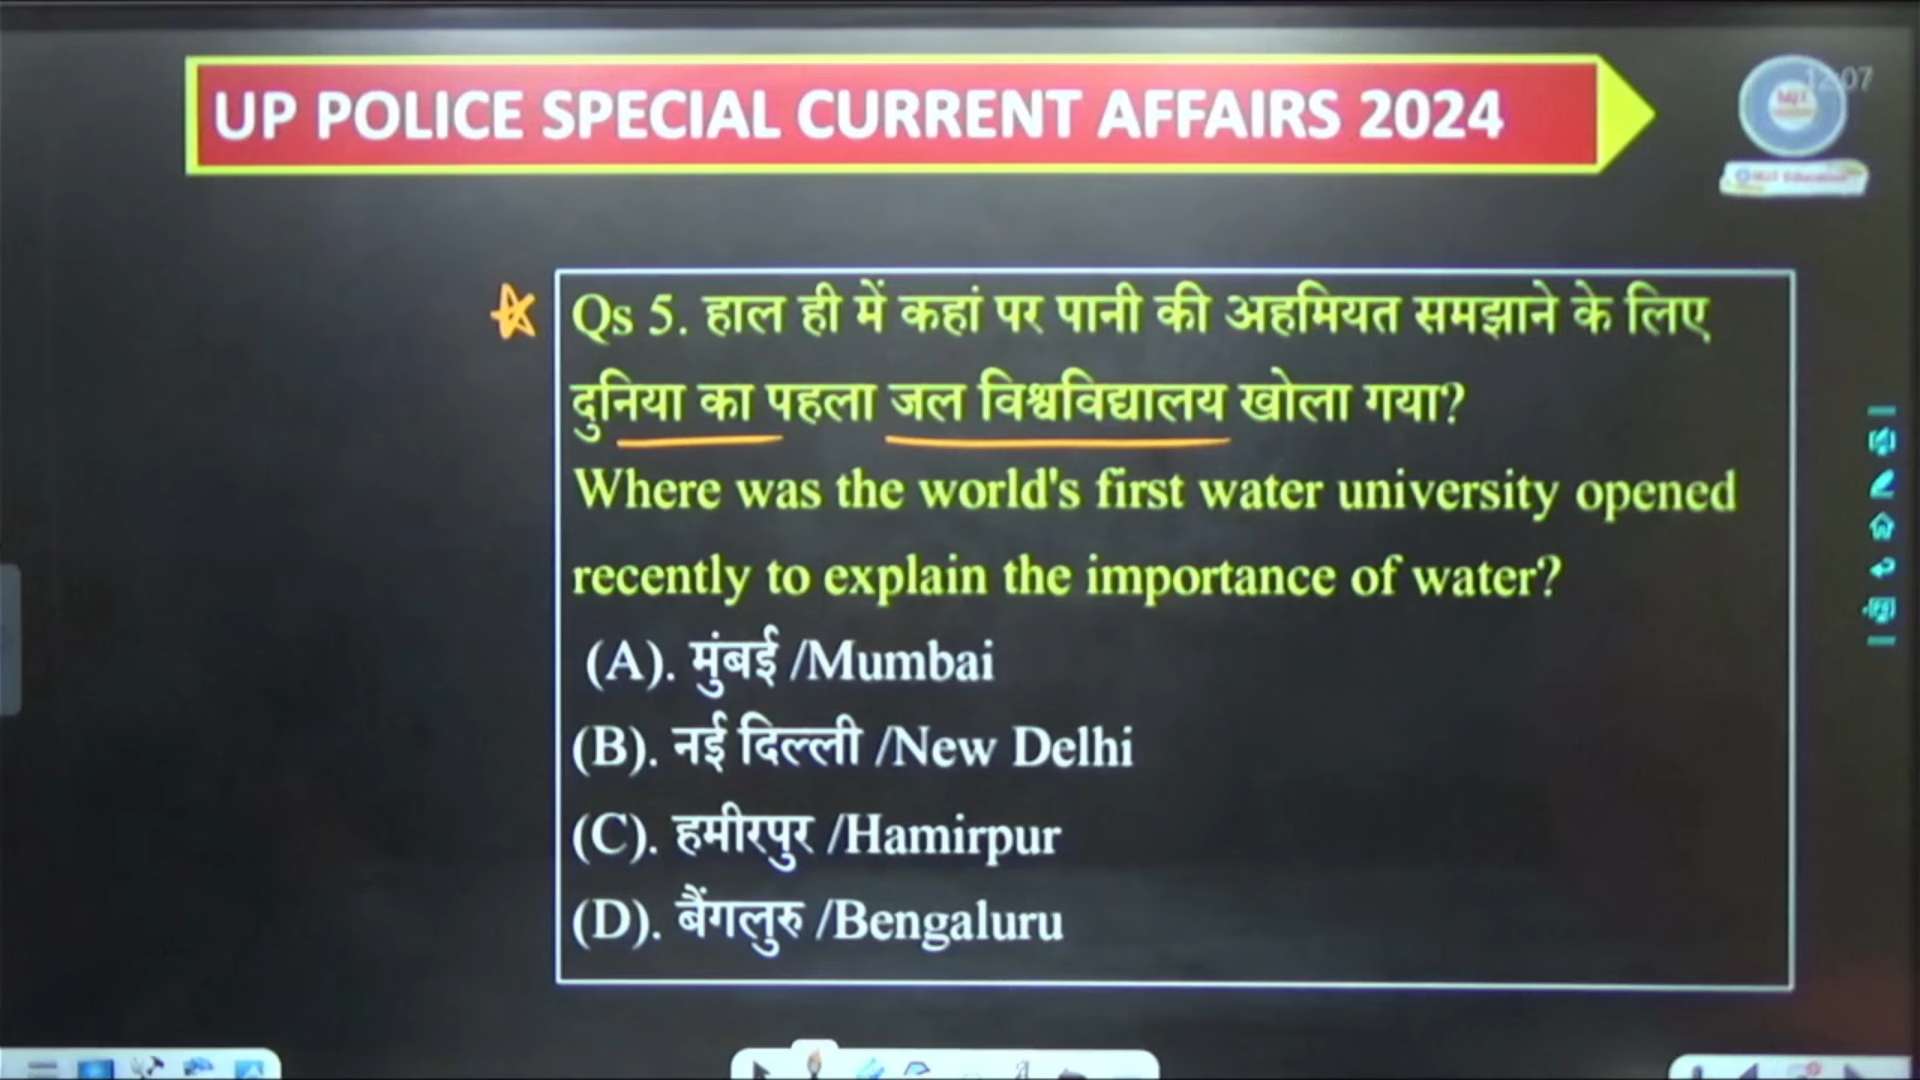 UP POLICE SPECIAL CURRENT AFFAIRS 2024
12:07
Qs 5. हाल ही में कहां पर पानी की अहमियत समझाने के लिए
दुनिया का पहला जल विश्वविद्यालय खोला गया?
Where was the world's first water university opened
recently to explain the importance of water?
(A). मुंबई /Mumbai
(B). नई दिल्ली /New Delhi
(C). हमीरपुर /Hamirpur
(D). बैंगलुरु /Bengaluru